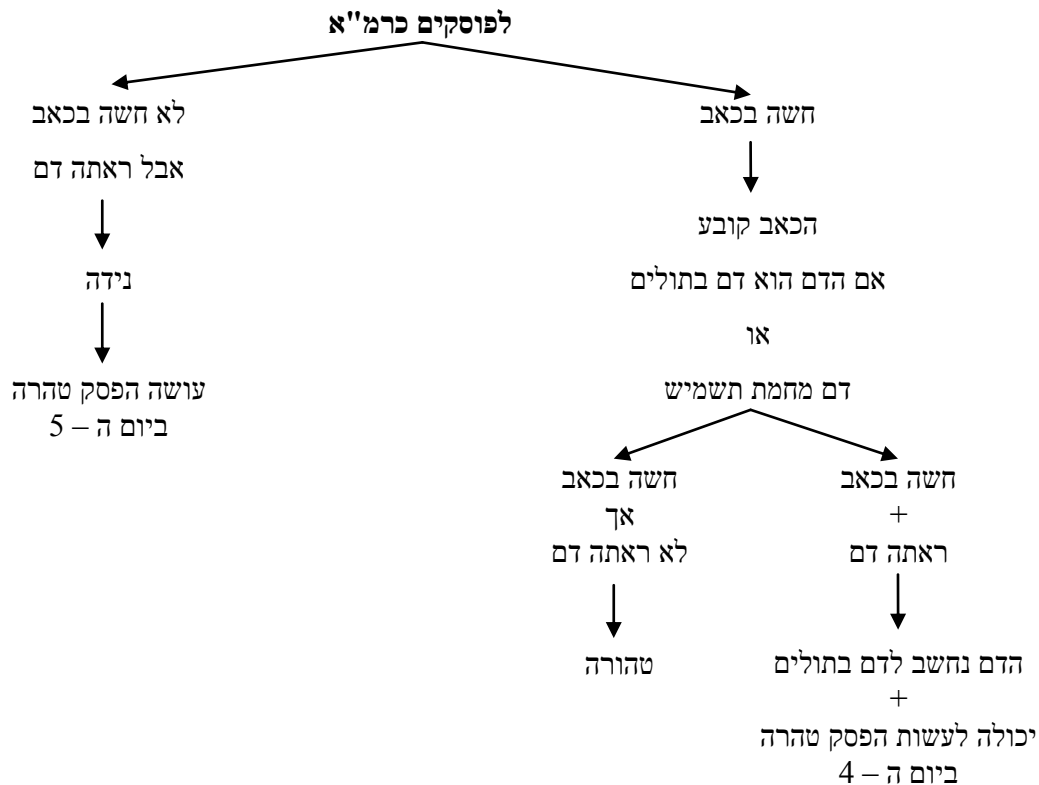 לפוסקים כרמ"א
חשה בכאב
הכאב קובע
אם הדם הוא דם בתולים
או
דם מחמת תשמיש
חשה בכאב
+
ראתה דם
הדם נחשב לדם בתולים
+
יכולה לעשות הפסק טהרה
ביום ה – 4
חשה בכאב
אך
לא ראתה דם
טהורה
לא חשה בכאב
אבל ראתה דם
נידה
עושה הפסק טהרה
ביום ה – 5